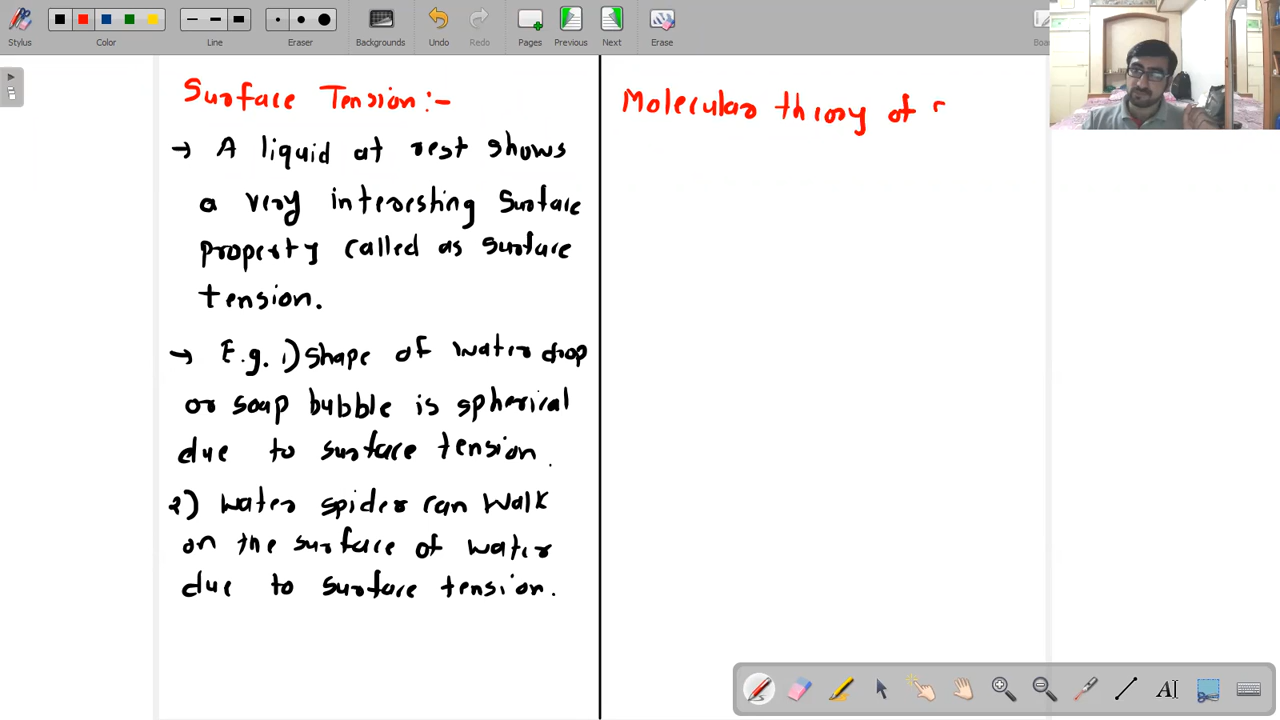 Stylus
Color
Line
Eraser
Backgrounds
Undo
Redo
Pages
Previous
Next
Erase
Surface Tension :-
→ A liquid at rest shows
a very interesting surface
property called as surface
tension.
→ E.g. 1) shape of water drop
or soap bubble is spherical
due to surface tension.
2) water spider can walk
on the surface of water
due to surface tension.
Molecular thiory of
AI